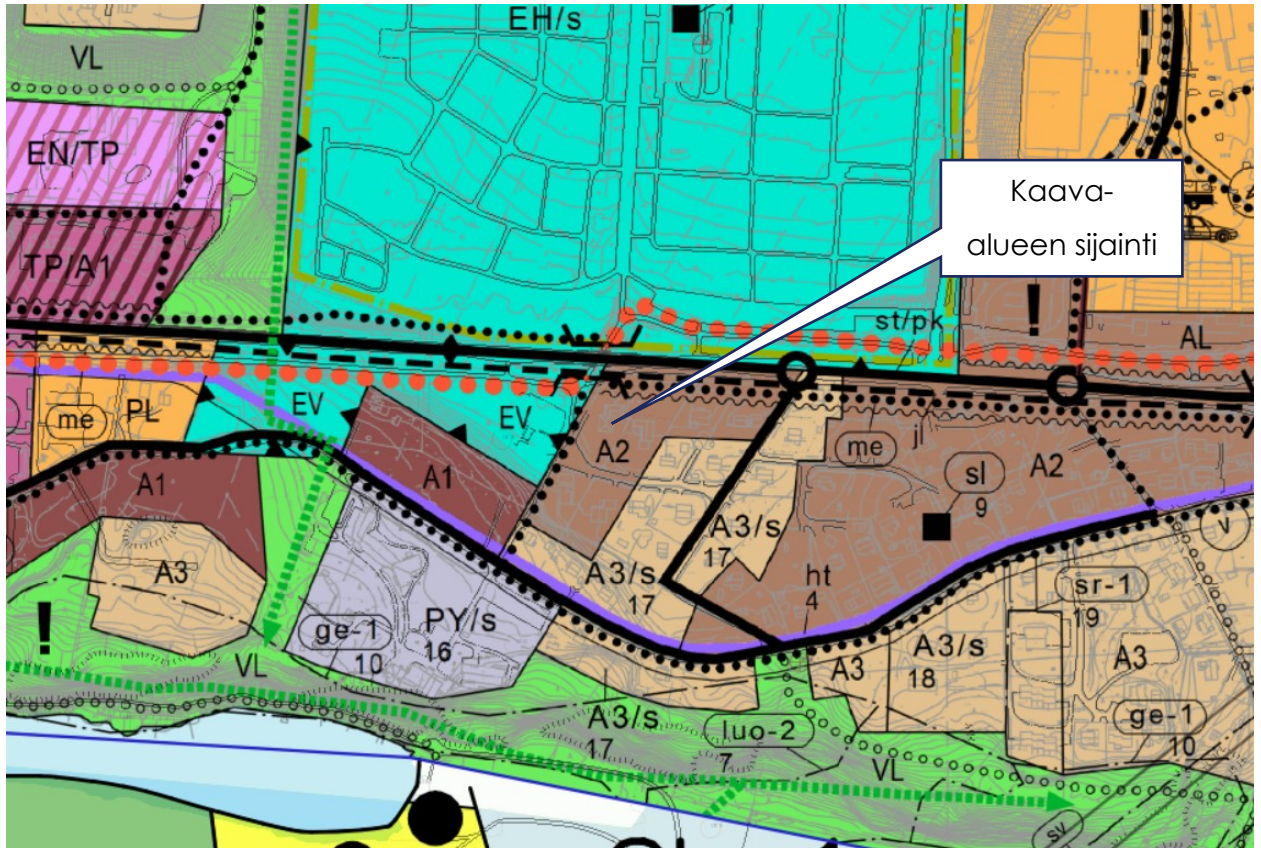 EH/s
1
VL
EN/TP
Kaava-
alueen sijainti
TP/A1
!
st/pk
AL
me
PL
EV
EV
A2
me
jl
sl
9
A2
A1
A1
A3/s
17
A3/s
17
ht
4
v
A3
!
ge-1
10
PY/s
16
sr-1
19
A3/s
18
A3
A3
VL
A3/s
17
luo-2
7
VL
ge-1
10
sv